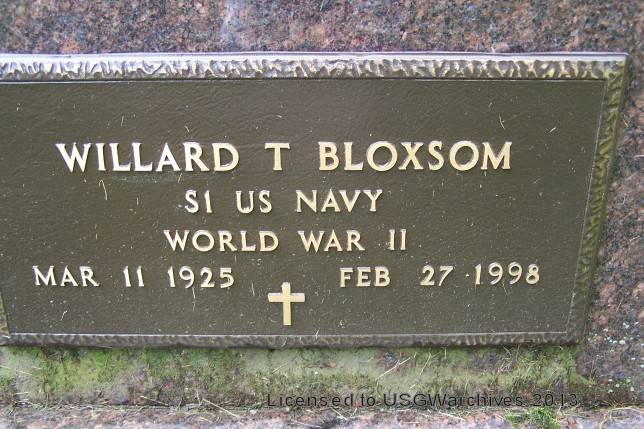 WILLARD T BLOXSOM
S1 US NAVY
WORLD WAR II
MAR 11 1925 FEB 27 1998
Licensed to USGWarchives 2013